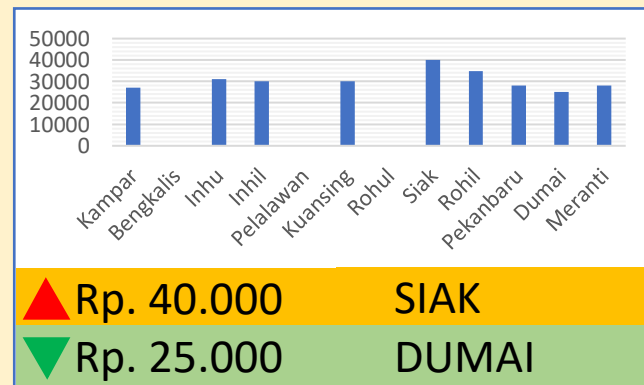 50000
40000
30000
20000
10000
0
Kampar
Bengkalis
Inhu
Inhil
Pelalawan
Kuansing
Rohul
Siak
Rohil
Pekanbaru
Dumai
Meranti
Rp. 40.000 SIAK
Rp. 25.000 DUMAI